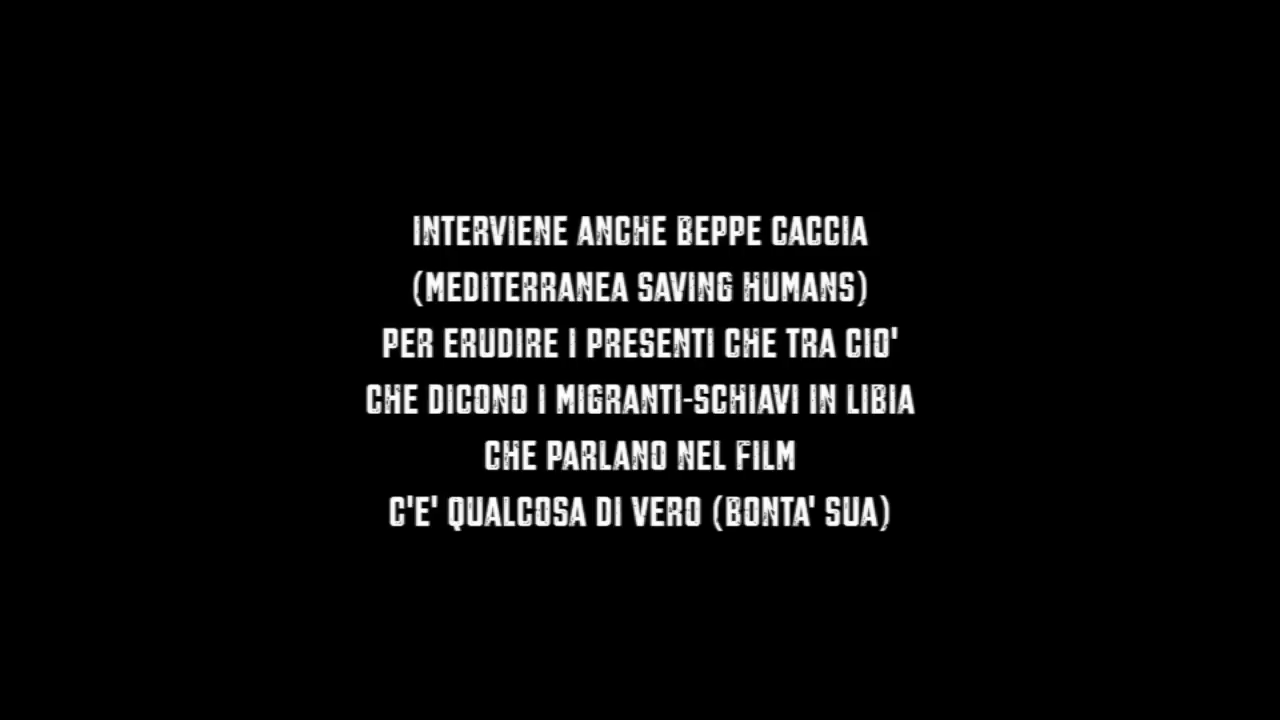 INTERVIENE ANCHE BEPPE CACCIA
(MEDITERRANEA SAVING HUMANS)
PER ERUDIRE I PRESENTI CHE TRA CIO'
CHE DICONO I MIGRANTI-SCHIAVI IN LIBIA
CHE PARLANO NEL FILM
C'E' QUALCOSA DI VERO (BONTA' SUA)